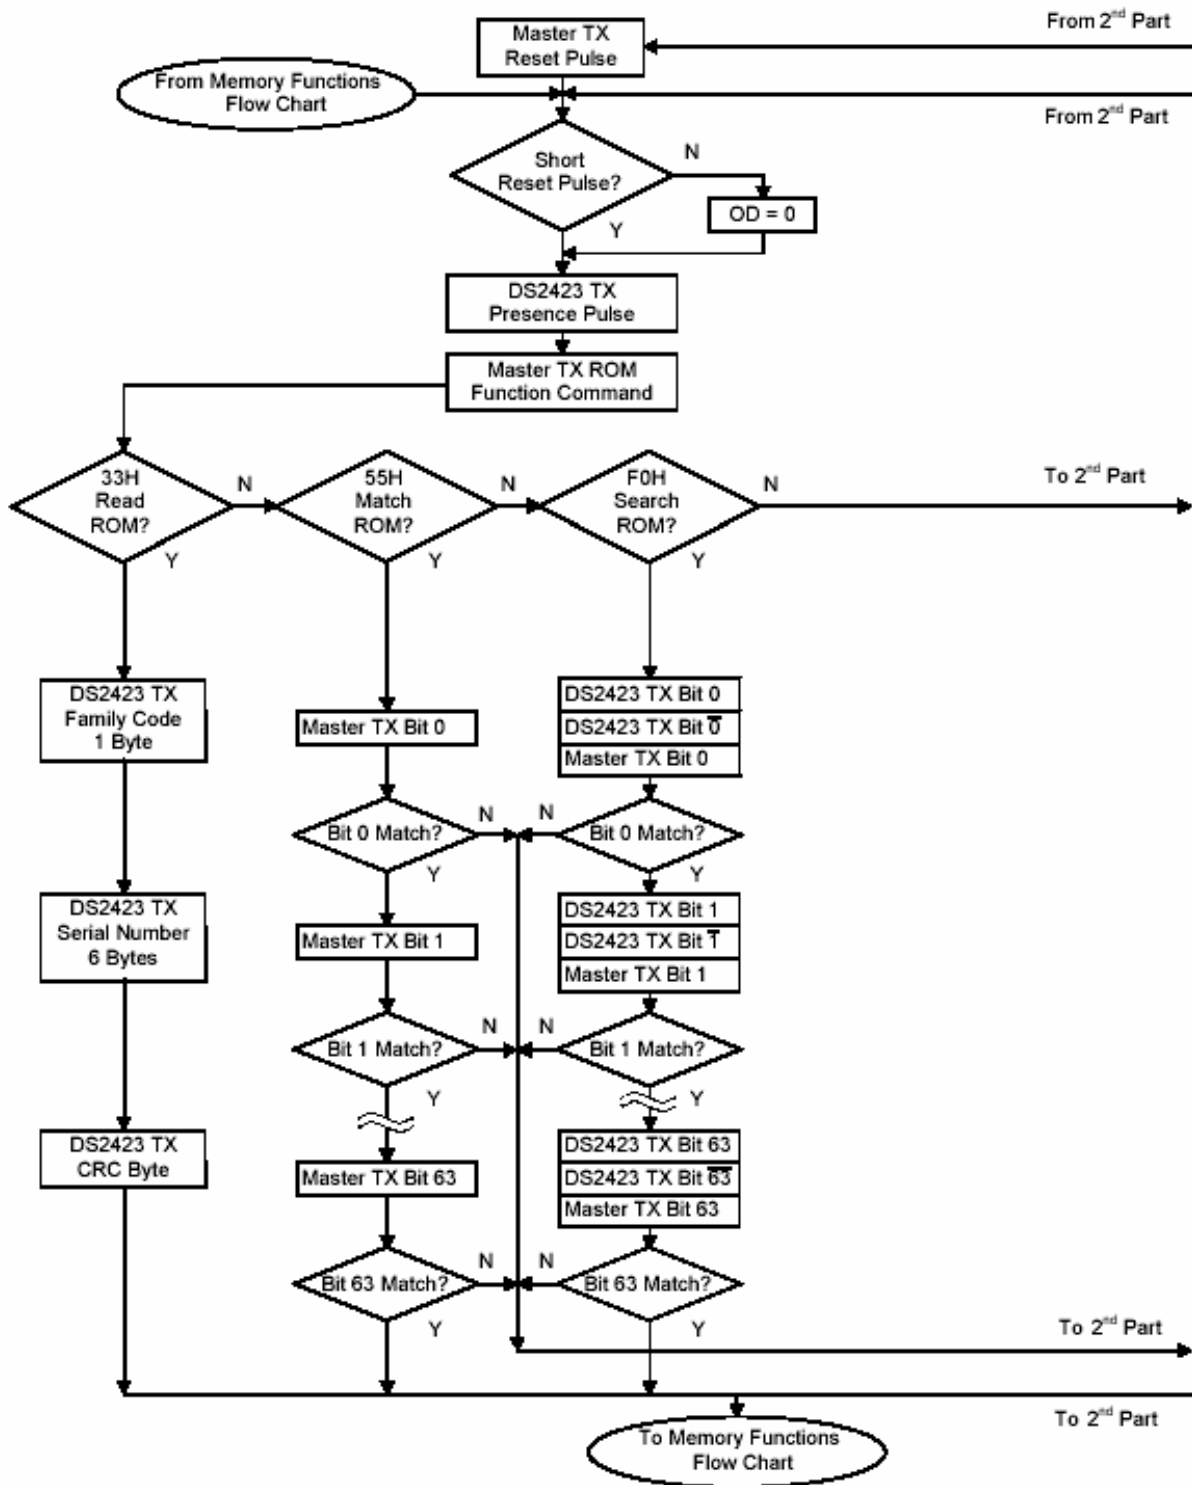 From 2nd Part
Master TX
Reset Pulse
From Memory Functions
Flow Chart
From 2nd Part
Short
Reset Pulse?
N
OD = 0
Y
DS2423 TX
Presence Pulse
Master TX ROM
Function Command
33H
Read
ROM?
N
Y
55H
Match
ROM?
N
Y
F0H
Search
ROM?
N
Y
To 2nd Part
DS2423 TX
Family Code
1 Byte
DS2423 TX
Serial Number
6 Bytes
DS2423 TX
CRC Byte
Master TX Bit 0
Bit 0 Match?
N
Y
Master TX Bit 1
Bit 1 Match?
N
Y
Master TX Bit 63
Bit 63 Match?
N
Y
DS2423 TX Bit 0
DS2423 TX Bit 0̅
Master TX Bit 0
N
Bit 0 Match?
Y
DS2423 TX Bit 1
DS2423 TX Bit 1̅
Master TX Bit 1
N
Bit 1 Match?
Y
DS2423 TX Bit 63
DS2423 TX Bit 6̅3̅
Master TX Bit 63
N
Bit 63 Match?
Y
To 2nd Part
To 2nd Part
To Memory Functions
Flow Chart